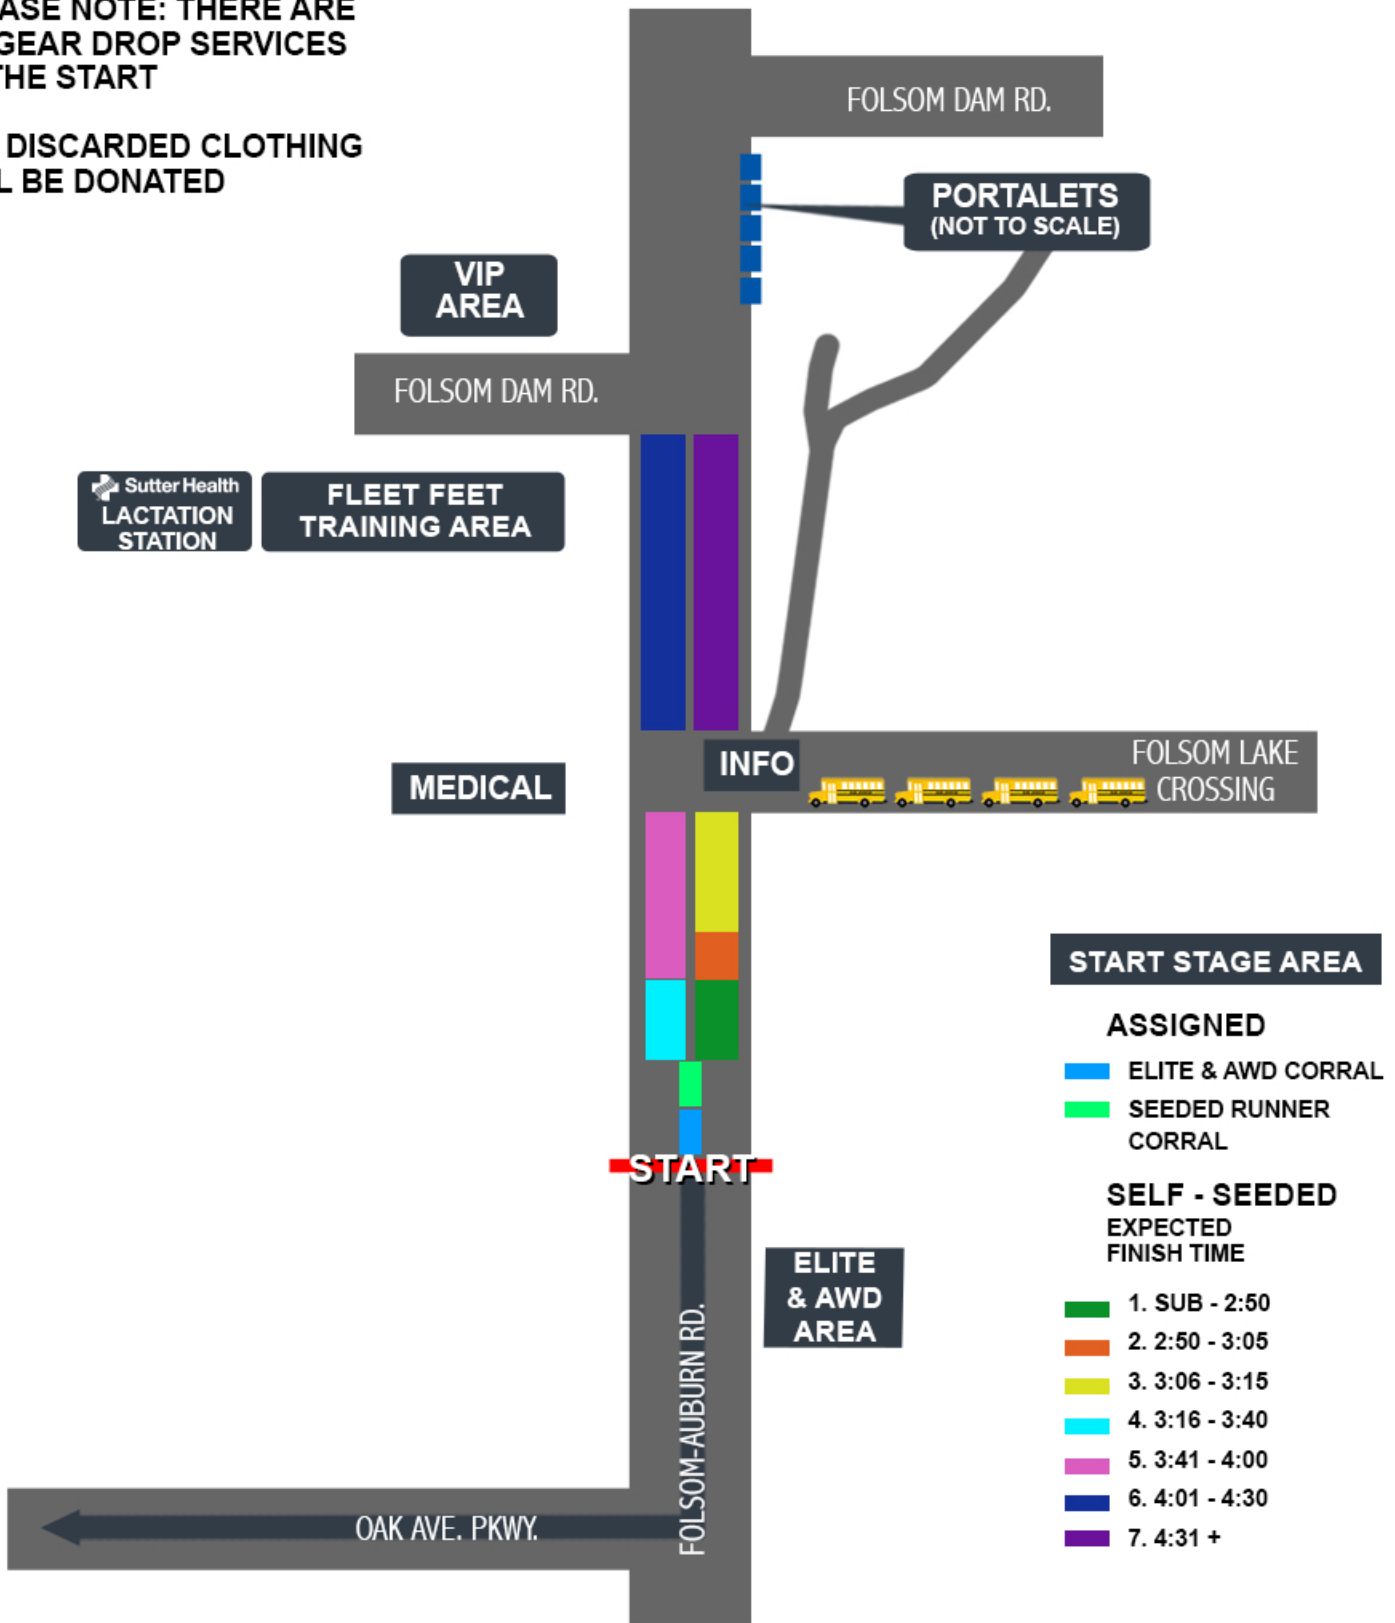 ASE NOTE: THERE ARE
GEAR DROP SERVICES
THE START
DISCARDED CLOTHING
L BE DONATED
FOLSOM DAM RD.
PORTALETS
(NOT TO SCALE)
VIP
AREA
FOLSOM DAM RD.
Sutter Health
LACTATION
STATION
FLEET FEET
TRAINING AREA
INFO
MEDICAL
FOLSOM LAKE
CROSSING
START STAGE AREA
ASSIGNED
ELITE & AWD CORRAL
SEEDED RUNNER
CORRAL
START
SELF - SEEDED
EXPECTED
FINISH TIME
1. SUB - 2:50
2. 2:50 - 3:05
3. 3:06 - 3:15
4. 3:16 - 3:40
5. 3:41 - 4:00
6. 4:01 - 4:30
7. 4:31 +
ELITE
& AWD
AREA
FOLSOM-AUBURN RD.
OAK AVE. PKWY.